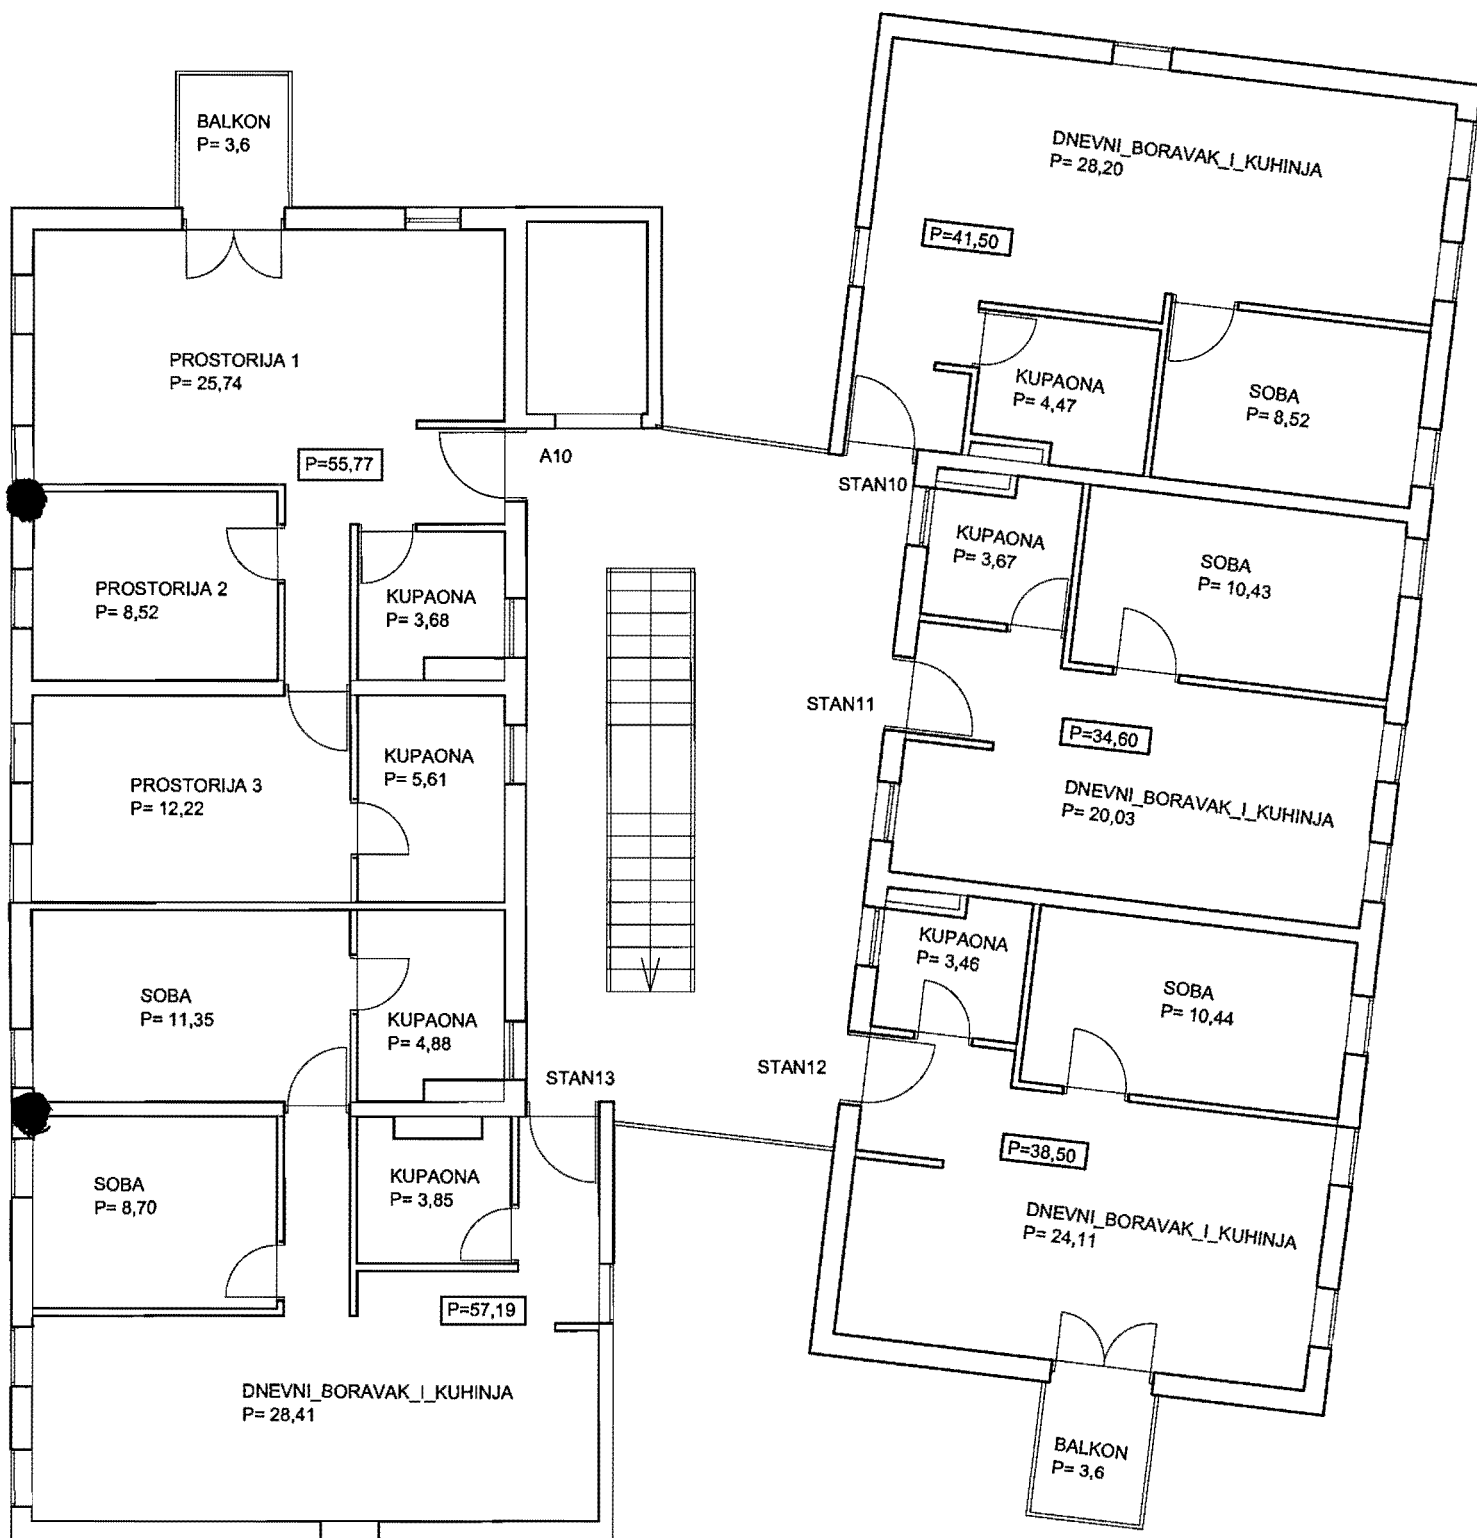 BALKON
P= 3,6
PROSTORIJA 1
P= 25,74
P=55,77
A10
PROSTORIJA 2
P= 8,52
KUPAONA
P= 3,68
PROSTORIJA 3
P= 12,22
KUPAONA
P= 5,61
SOBA
P= 11,35
KUPAONA
P= 4,88
STAN13
SOBA
P= 8,70
KUPAONA
P= 3,85
P=57,19
DNEVNI_BORAVAK_I_KUHINJA
P= 28,41
DNEVNI_BORAVAK_I_KUHINJA
P= 28,20
P=41,50
KUPAONA
P= 4,47
SOBA
P= 8,52
STAN10
KUPAONA
P= 3,67
SOBA
P= 10,43
STAN11
P=34,60
DNEVNI_BORAVAK_I_KUHINJA
P= 20,03
KUPAONA
P= 3,46
SOBA
P= 10,44
STAN12
P=38,50
DNEVNI_BORAVAK_I_KUHINJA
P= 24,11
BALKON
P= 3,6